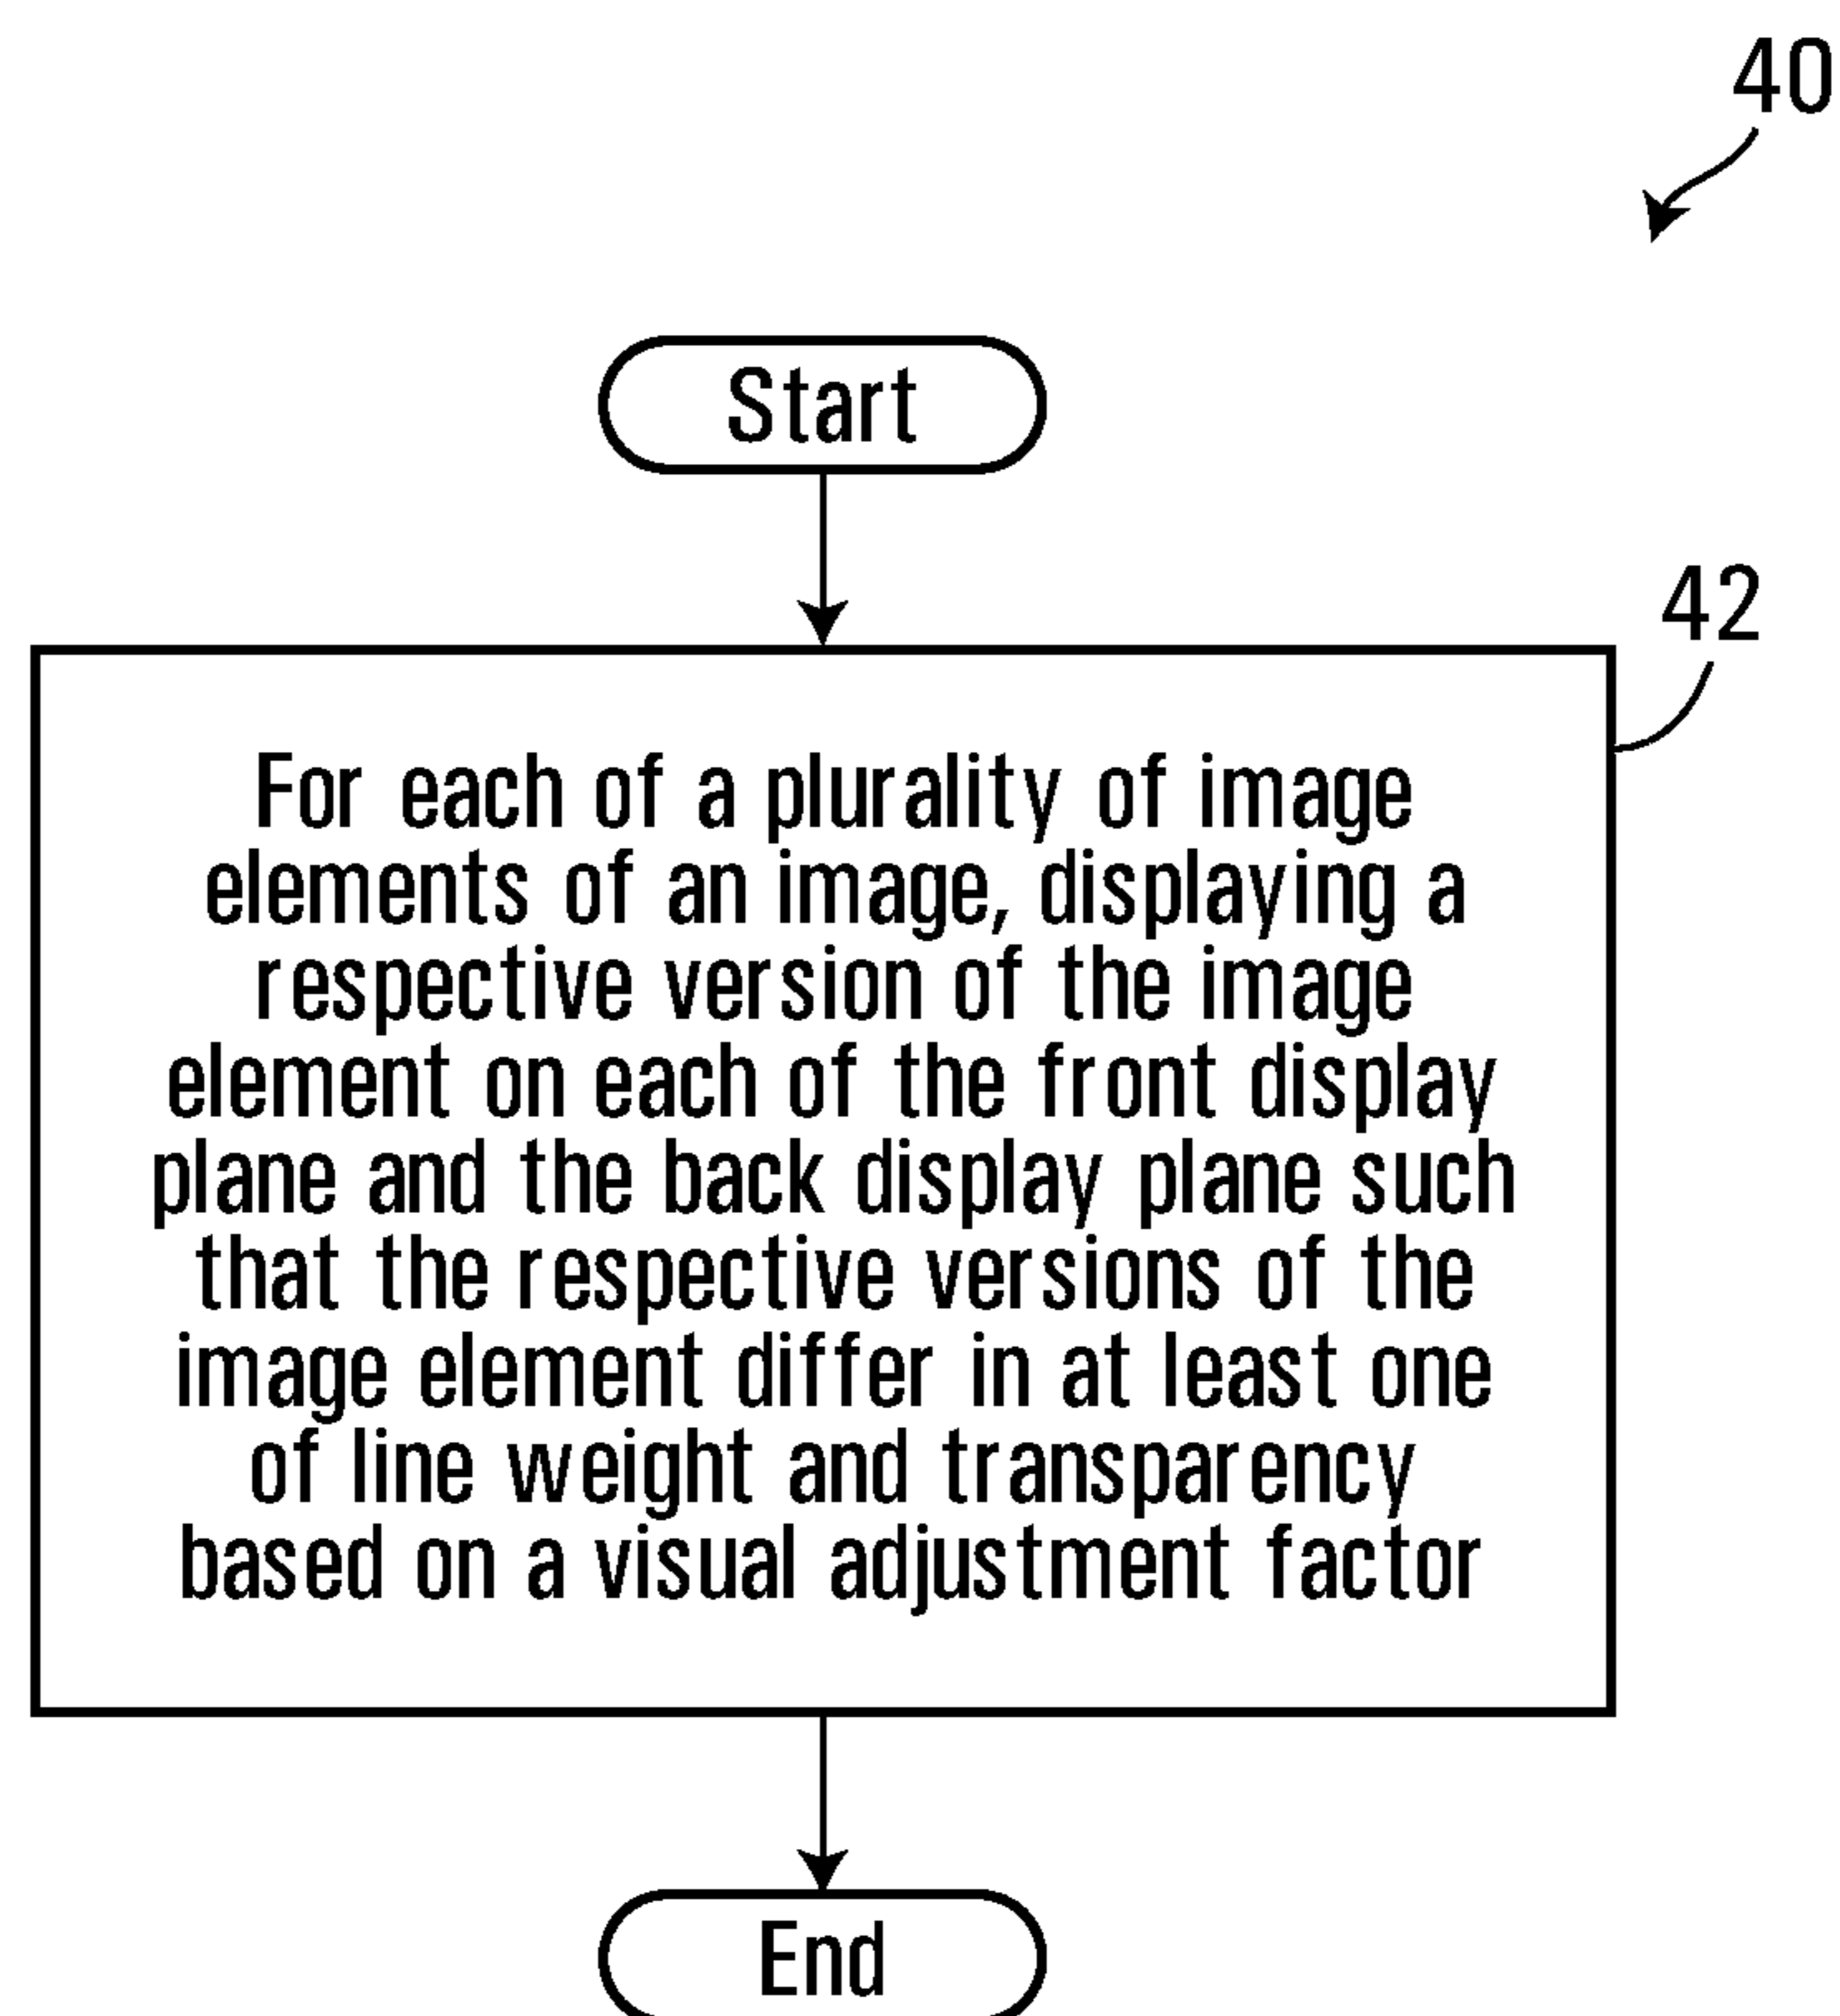 40
Start
42
For each of a plurality of image
elements of an image, displaying a
respective version of the image
element on each of the front display
plane and the back display plane such
that the respective versions of the
image element differ in at least one
of line weight and transparency
based on a visual adjustment factor
End